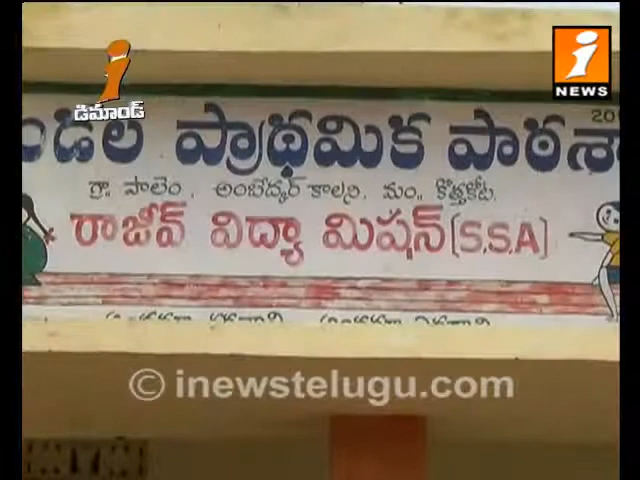 i
i NEWS
డిమాండ్
ండల ప్రాథమిక పాఠశా
గ్రా. పాలెం, అంబేద్కర్ కాలని, మం., కొత్తకోట,
రాజీవ్ విద్యా మిషన్ (S.S.A)
© inewstelugu.com